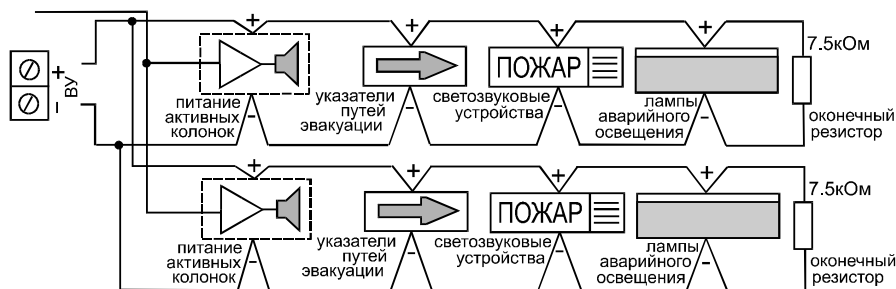 +
+
+
+
7.5кОм
+
-
ВУ
ПОЖАР
питание
активных
колонок
-
указатели
путей
эвакуации
-
светозвуковые
устройства
-
лампы
аварийного
освещения
-
оконечный
резистор
+
+
+
+
7.5кОм
ПОЖАР
питание
активных
колонок
-
указатели
путей
эвакуации
-
светозвуковые
устройства
-
лампы
аварийного
освещения
-
оконечный
резистор